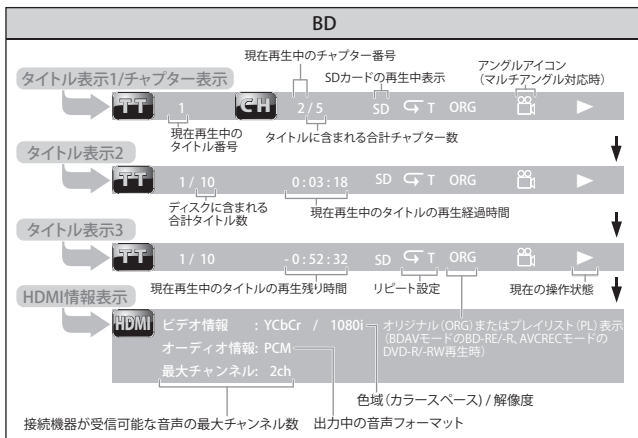 BD
現在再生中のチャプター番号
アングルアイコン
(マルチアングル対応時)
SDカードの再生中表示
タイトル表示1/チャプター表示
TT 1 CH 2 / 5 SD T ORG
現在再生中の
タイトル番号
タイトルに含まれる合計チャプター数
タイトル表示2
TT 1 / 10 0 : 03 : 18 SD T ORG
ディスクに含まれる
合計タイトル数
現在再生中のタイトルの再生経過時間
タイトル表示3
TT 1 / 10 - 0 : 52 : 32 SD T ORG
現在再生中のタイトルの再生残り時間
リピート設定
現在の操作状態
HDMI情報表示
HDMI ビデオ情報 : YCbCr / 1080i
オリジナル(ORG)またはプレイリスト(PL)表示
(BDAVモードのBD-RE/-R、AVCRECモードの
DVD-R/-RW再生時)
オーディオ情報: PCM
最大チャンネル: 2ch
色域(カラースペース) / 解像度
接続機器が受信可能な音声の最大チャンネル数
出力中の音声フォーマット